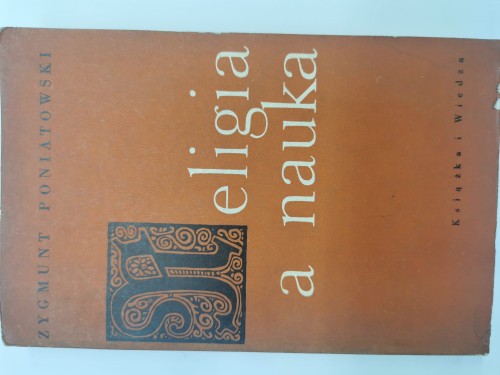 ZYGMUNT PONIATOWSKI
Religia
a nauka
Książka i Wiedza